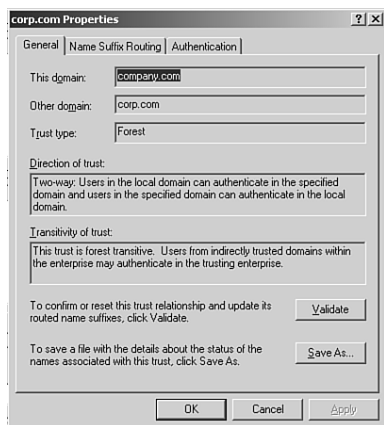 corp.com Properties
General
Name Suffix Routing
Authentication
This domain:
company.com
Other domain:
corp.com
Trust type:
Forest
Direction of trust:
Two-way: Users in the local domain can authenticate in the specified
domain and users in the specified domain can authenticate in the local
domain.
Transitivity of trust:
This trust is forest transitive. Users from indirectly trusted domains within
the enterprise may authenticate in the trusting enterprise.
To confirm or reset this trust relationship and update its
routed name suffixes, click Validate.
Validate
To save a file with the details about the status of the
names associated with this trust, click Save As.
Save As...
OK
Cancel
Apply